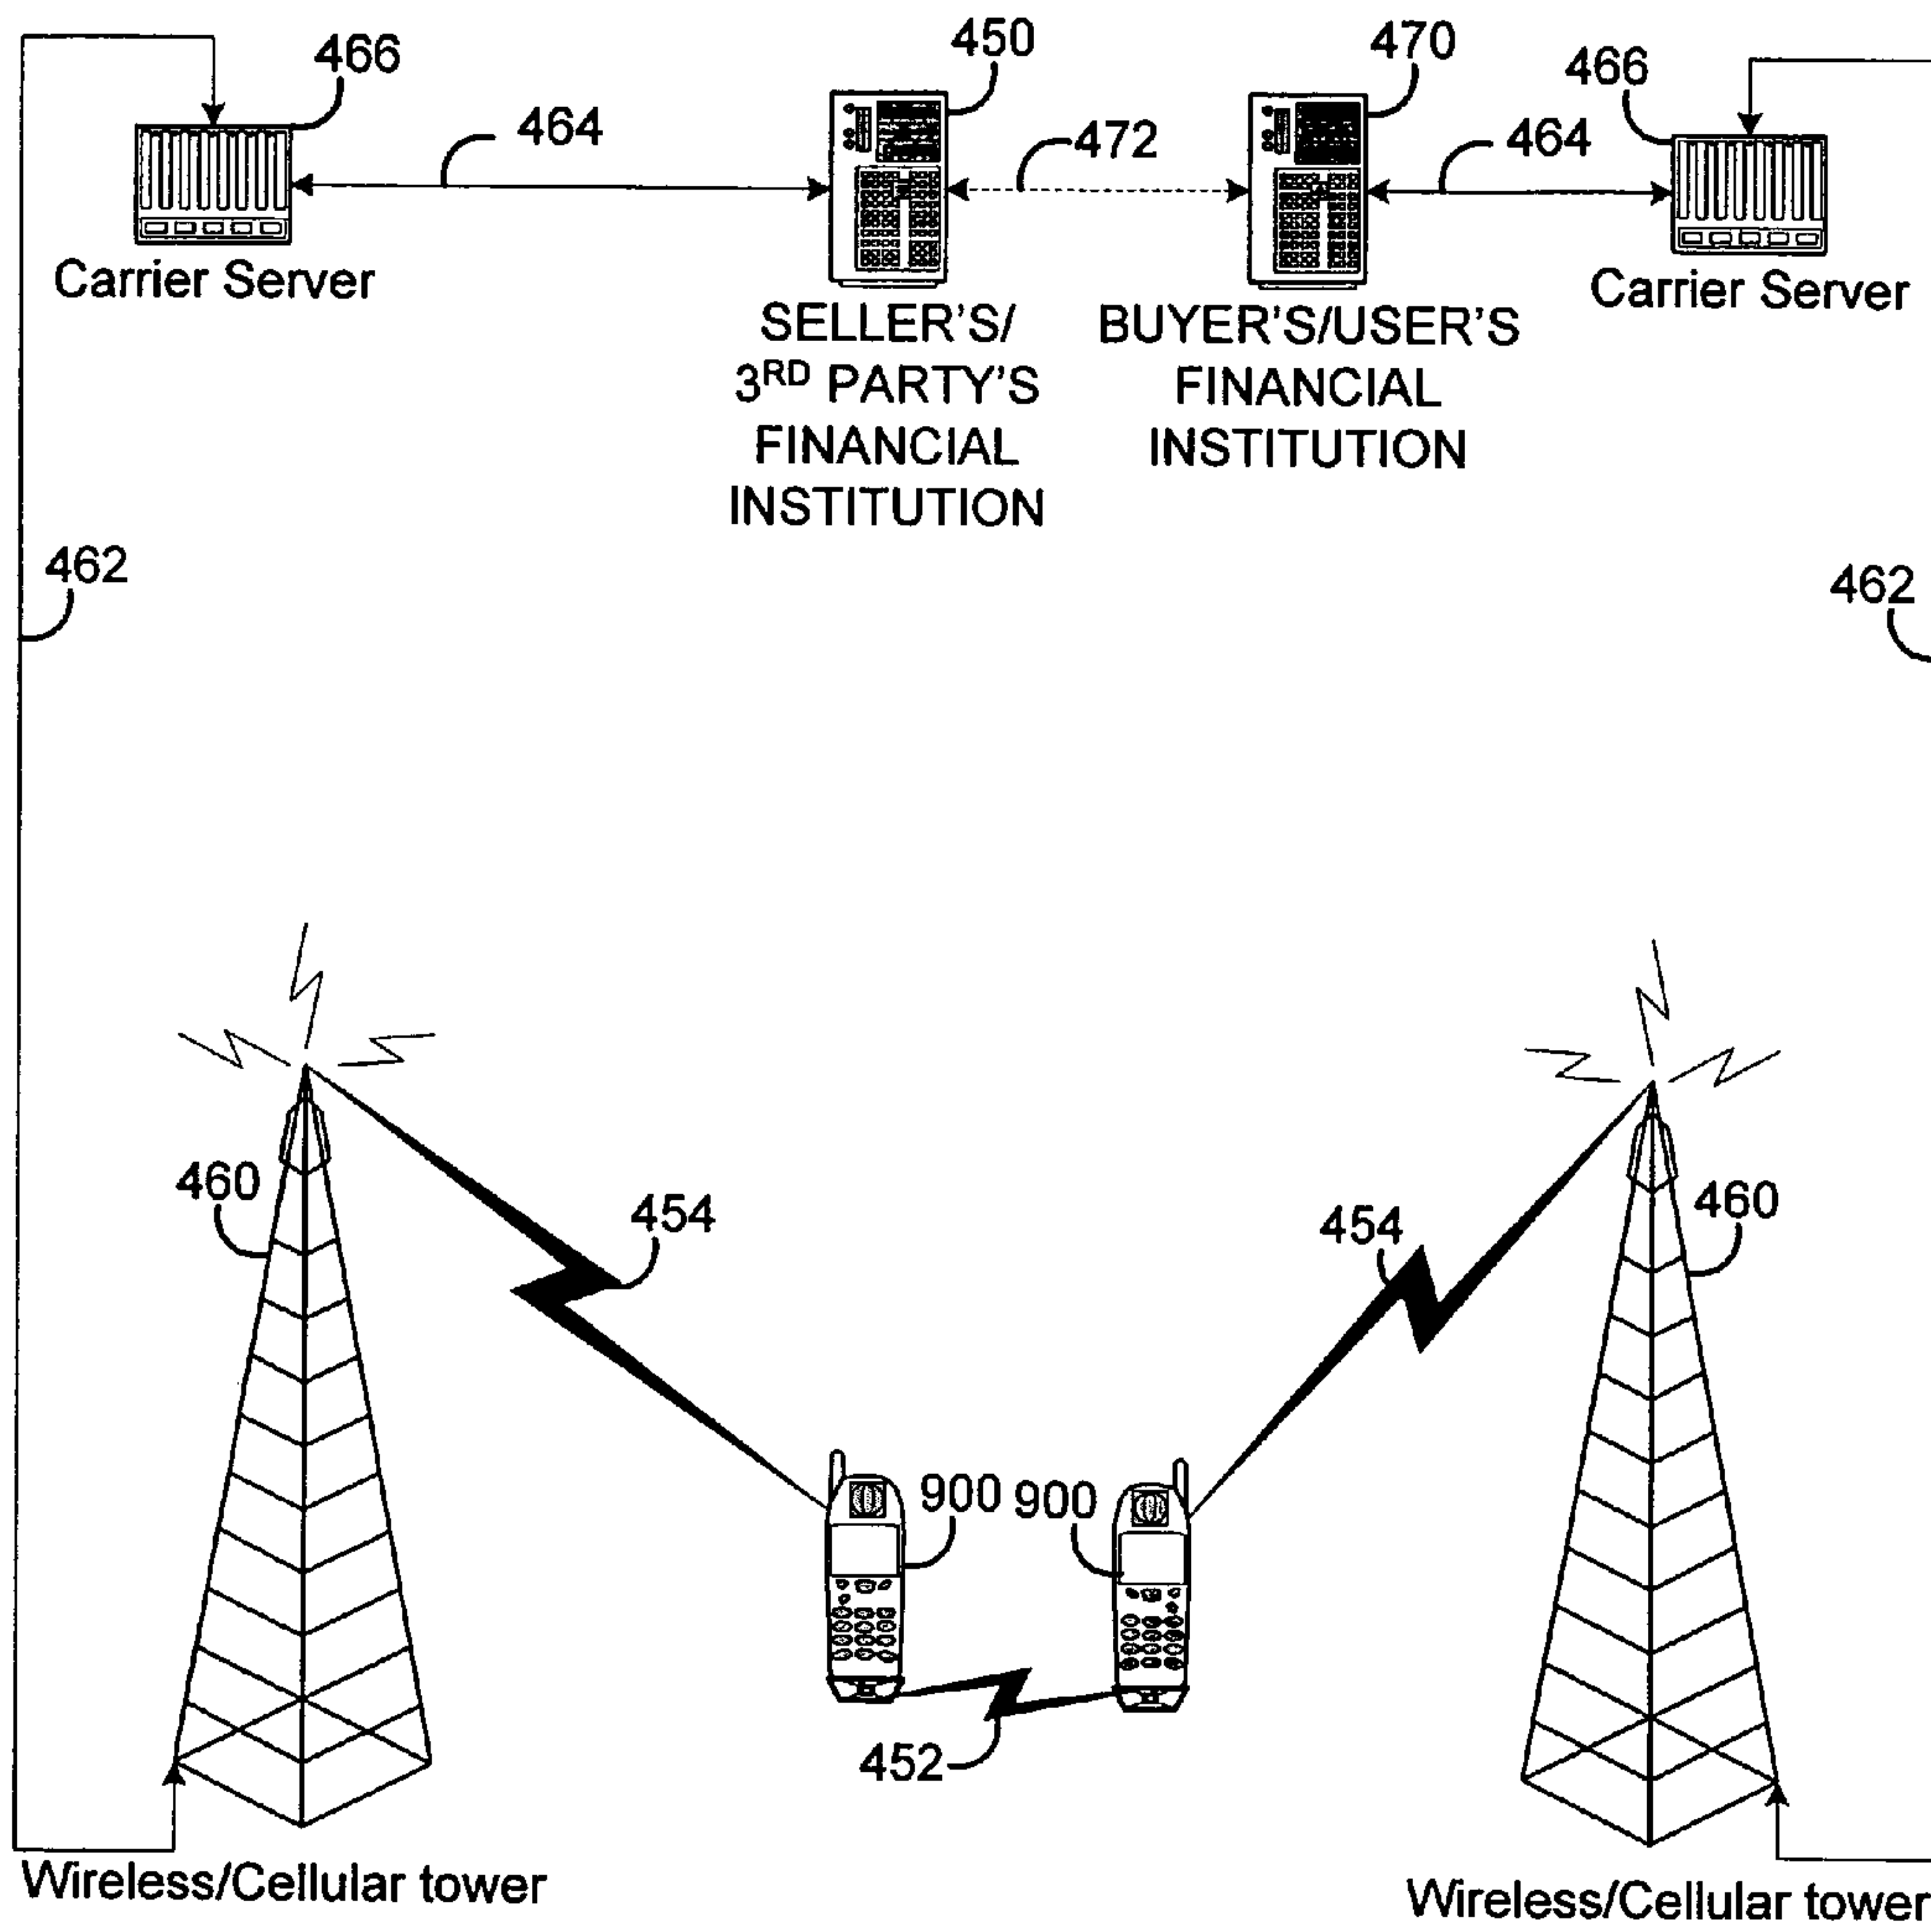 466
450
470
466
464
472
464
Carrier Server
SELLER'S/
3RD PARTY'S
FINANCIAL
INSTITUTION
BUYER'S/USER'S
FINANCIAL
INSTITUTION
Carrier Server
462
462
460
454
454
460
900
900
452
Wireless/Cellular tower
Wireless/Cellular tower